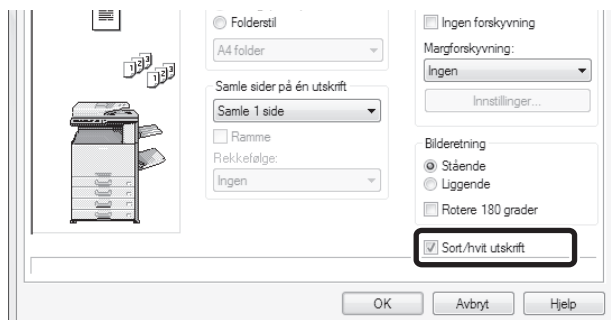 Folderstil
A4 folder
Samle sider på én utskrift
Samle 1 side
Ramme
Rekkefølge:
Ingen
Ingen forskyvning
Margforskyvning:
Ingen
Innstillinger...
Bilderetning
Stående
Liggende
Rotere 180 grader
Sort/hvit utskrift
OK
Avbryt
Hjelp